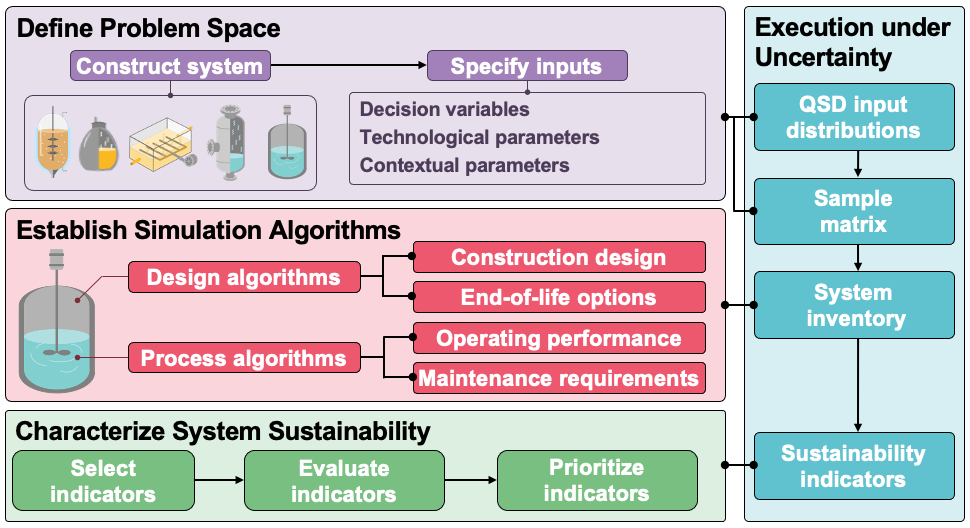 Define Problem Space
Construct system
Specify inputs
Decision variables
Technological parameters
Contextual parameters
Establish Simulation Algorithms
Design algorithms
Construction design
End-of-life options
Process algorithms
Operating performance
Maintenance requirements
Characterize System Sustainability
Select
indicators
Evaluate
indicators
Prioritize
indicators
Execution under
Uncertainty
QSD input
distributions
Sample
matrix
System
inventory
Sustainability
indicators